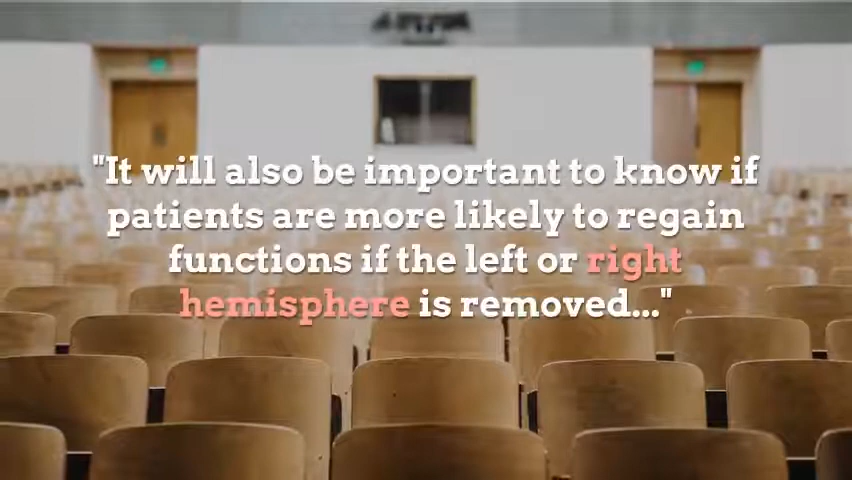 "It will also be important to know if
patients are more likely to regain
functions if the left or right
hemisphere is removed..."